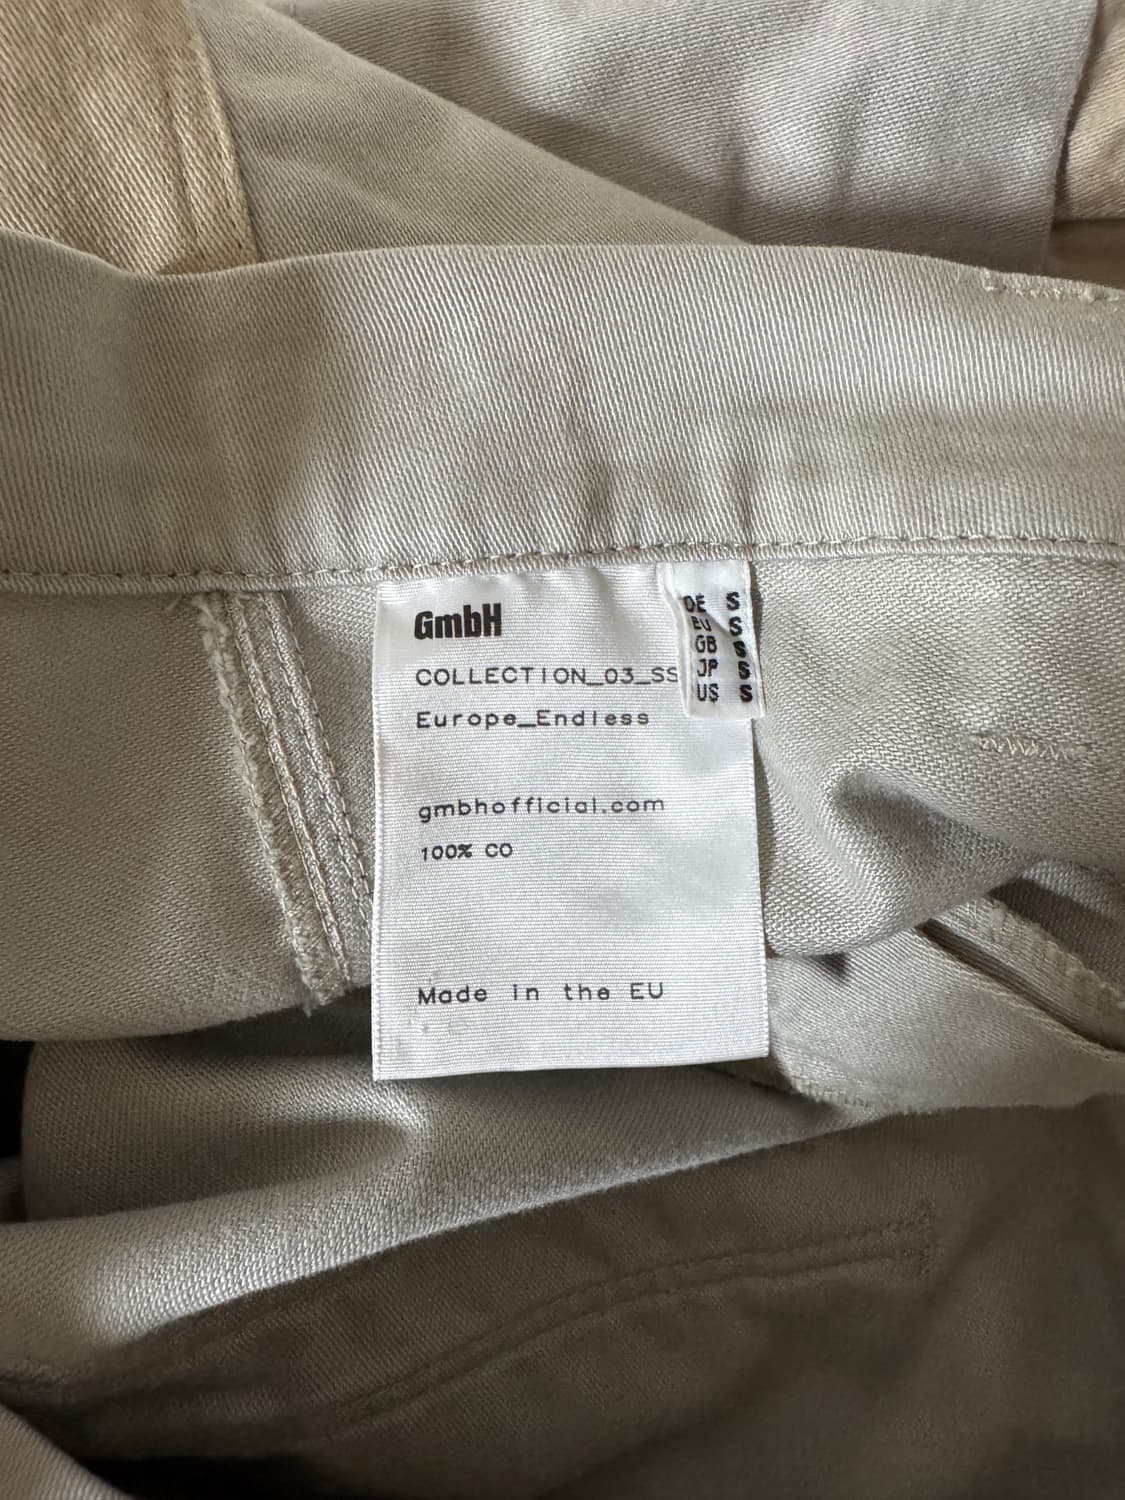 GmbH
COLLECTION_03_SS
Europe_Endless
gmbhofficial.com
100% CO
Made in the EU
DE S
EU S
GB S
JP S
US S